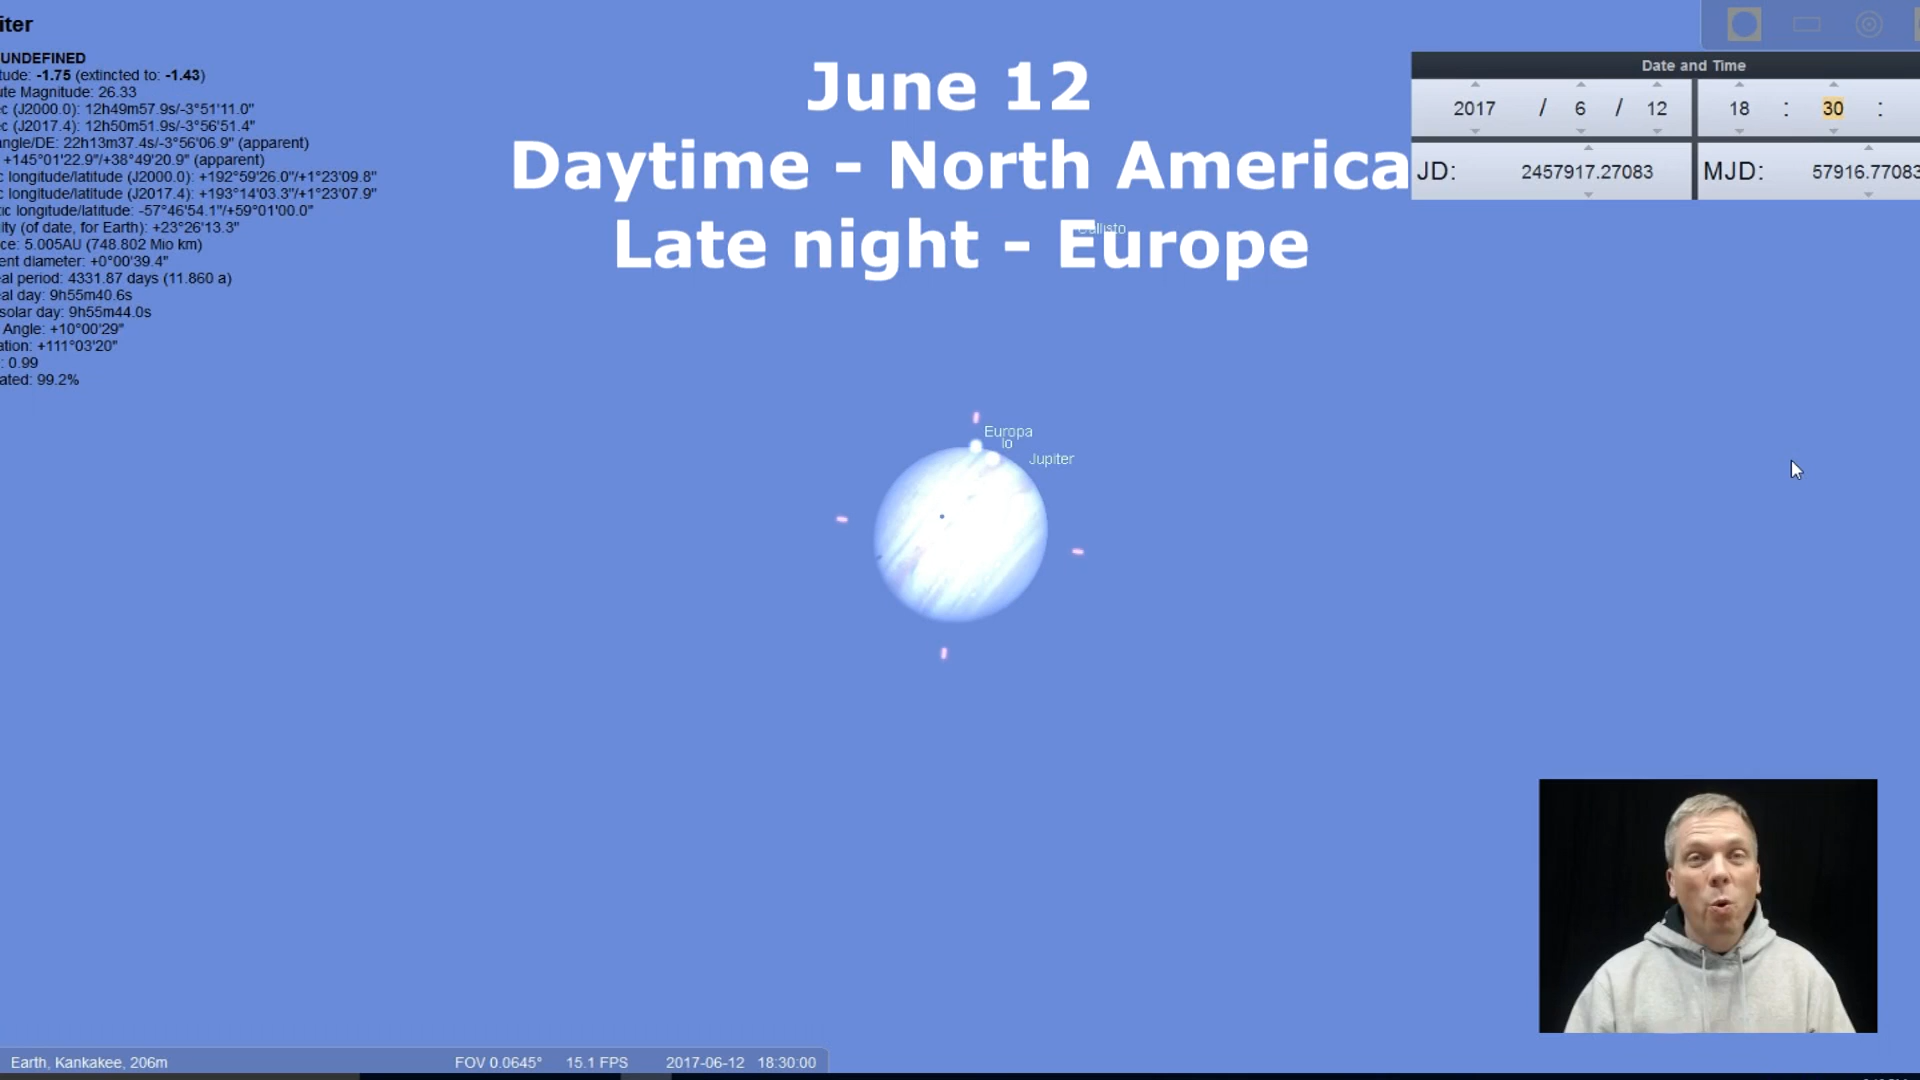 iter
UNDEFINED
tude: -1.75 (extincted to: -1.43)
ute Magnitude: 26.33
c (J2000.0): 12h49m57.9s/-3°51'11.0"
c (J2017.4): 12h50m51.9s/-3°56'51.4"
angle/DE: 22h13m37.4s/-3°56'06.9" (apparent)
+145°01'22.9"/+38°49'20.9" (apparent)
c longitude/latitude (J2000.0): +192°59'26.0"/+1°23'09.8"
c longitude/latitude (J2017.4): +193°14'03.3"/+1°23'07.9"
tic longitude/latitude: -57°46'54.1"/+59°01'00.0"
ity (of date, for Earth): +23°26'13.3"
ce: 5.005AU (748.802 Mio km)
ent diameter: +0°00'39.4"
al period: 4331.87 days (11.860 a)
al day: 9h55m40.6s
solar day: 9h55m44.0s
Angle: +10°00'29"
ation: +111°03'20"
: 0.99
ated: 99.2%
June 12
Daytime - North America
Late night - Europe
Date and Time
2017 / 6 / 12 18 : 30 :
JD: 2457917.27083 MJD: 57916.77083
Callisto
Europa
Io
Jupiter
Earth, Kankakee, 206m FOV 0.0645° 15.1 FPS 2017-06-12 18:30:00